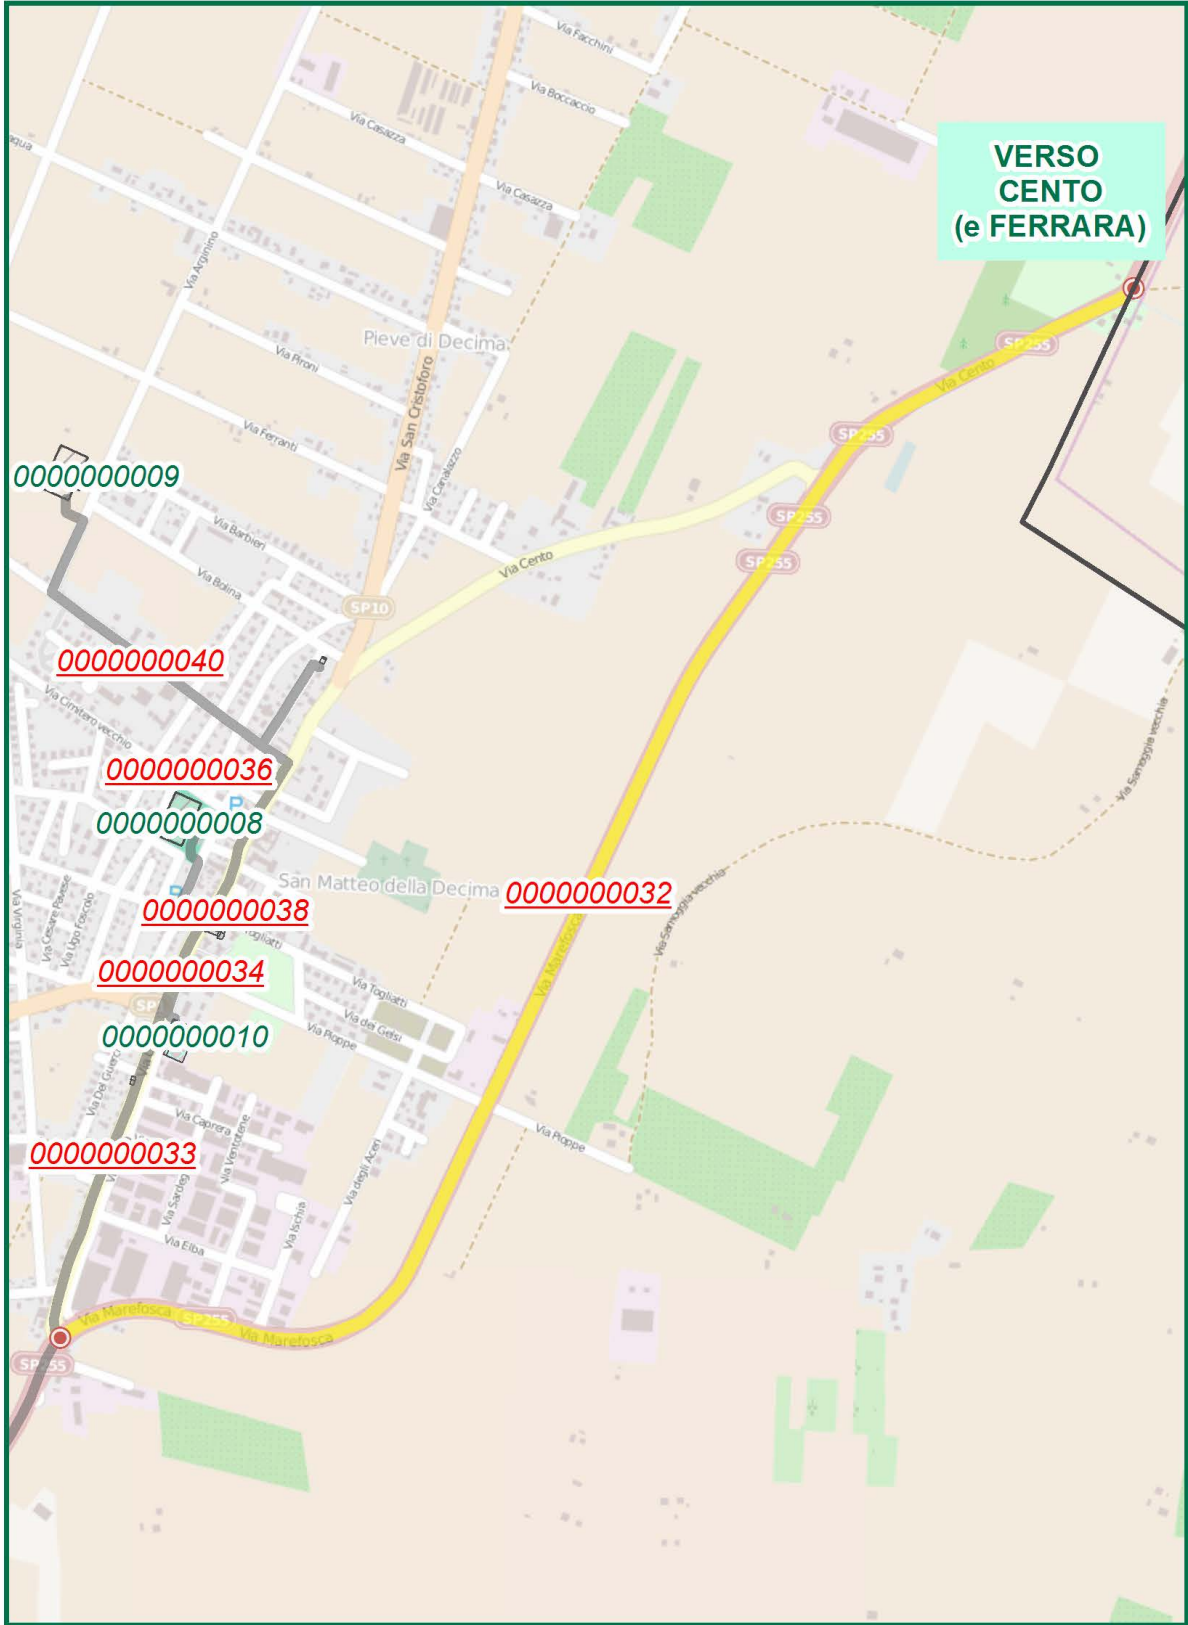 Via Facchini
Via Boccaccio
Via Casazza
Via Casazza
VERSO
CENTO
(e FERRARA)
Via Arginino
Pieve di Decima
SP255
Via Cento
Via Pironi
Via San Cristoforo
Via Ferranti
SP255
0000000009
Via Canalazzo
SP255
Via Barbieri
SP255
Via Cento
Via Bolina
SP10
0000000040
Via Cimitero vecchio
Via Samoggia vecchia
0000000036
P
0000000008
San Matteo della Decima
0000000032
P
Via Cesare Pavese
Via Ugo Foscolo
Via Virginia
0000000038
Togliatti
Via Samoggia vecchia
Via Marefosca
0000000034
Via Togliatti
Via dei Gelsi
Via Pioppe
0000000010
Via Caprera
Via Ventotene
Via Pioppe
0000000033
Via degli Aceri
Via Ischia
Via Elba
Via Marefosca
SP255
Via Marefosca
SP255